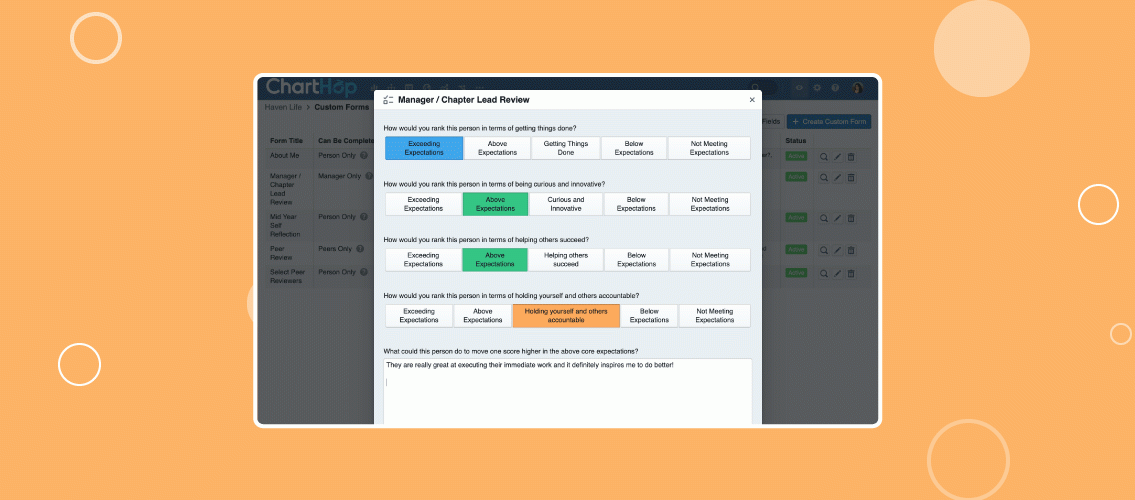 ChartHop
Manager / Chapter Lead Review
Haven Life > Custom Forms
Fields
+ Create Custom Form
Form Title
Can Be Complete
Status
About Me
Person Only
Active
Manager /
Chapter
Lead
Review
Manager Only
Active
Mid Year
Self
Reflection
Person Only
Active
Peer
Review
Peers Only
Active
Select Peer
Reviewers
Person Only
Active
How would you rank this person in terms of getting things done?
Exceeding Expectations
Above Expectations
Getting Things Done
Below Expectations
Not Meeting Expectations
How would you rank this person in terms of being curious and innovative?
Exceeding Expectations
Above Expectations
Curious and Innovative
Below Expectations
Not Meeting Expectations
How would you rank this person in terms of helping others succeed?
Exceeding Expectations
Above Expectations
Helping others succeed
Below Expectations
Not Meeting Expectations
How would you rank this person in terms of holding yourself and others accountable?
Exceeding Expectations
Above Expectations
Holding yourself and others accountable
Below Expectations
Not Meeting Expectations
What could this person do to move one score higher in the above core expectations?
They are really great at executing their immediate work and it definitely inspires me to do better!